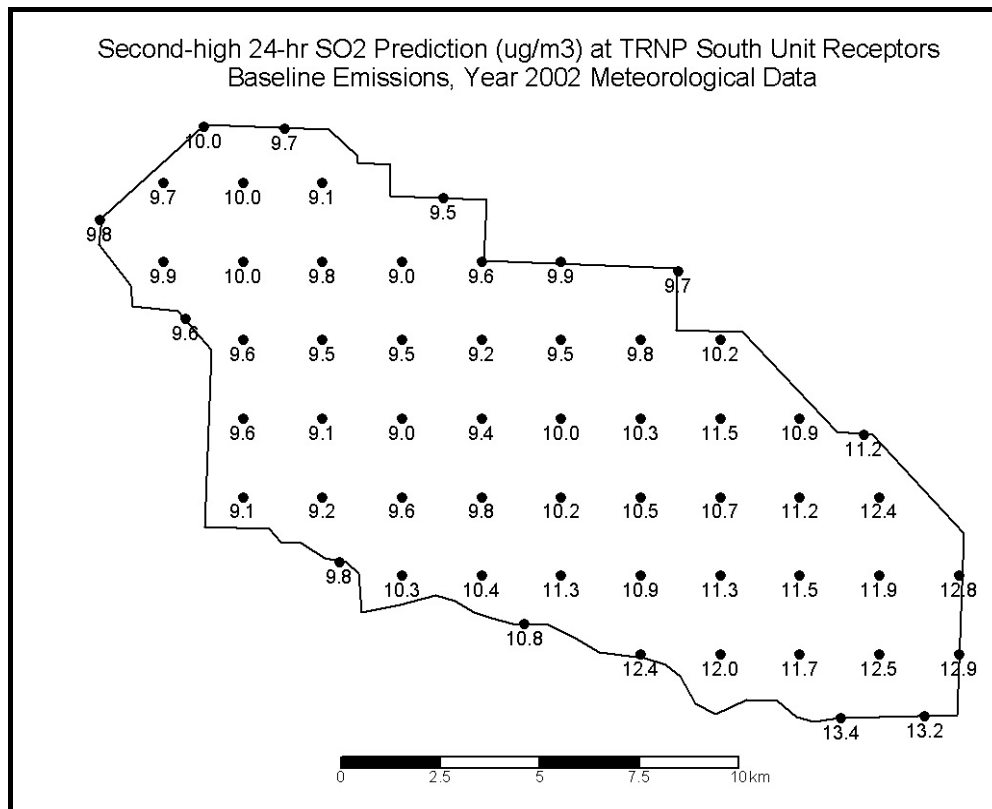 Second-high 24-hr SO2 Prediction (ug/m3) at TRNP South Unit Receptors
Baseline Emissions, Year 2002 Meteorological Data
10.0 9.7
9.7 10.0 9.1
9.5
9.8
9.9 10.0 9.8 9.0 9.6 9.9
9.7
9.6
9.6 9.5 9.5 9.2 9.5 9.8 10.2
9.6 9.1 9.0 9.4 10.0 10.3 11.5 10.9
11.2
9.1 9.2 9.6 9.8 10.2 10.5 10.7 11.2 12.4
9.8
10.3 10.4 11.3 10.9 11.3 11.5 11.9 12.8
10.8
12.4 12.0 11.7 12.5 12.9
13.4 13.2
0 2.5 5 7.5 10 km